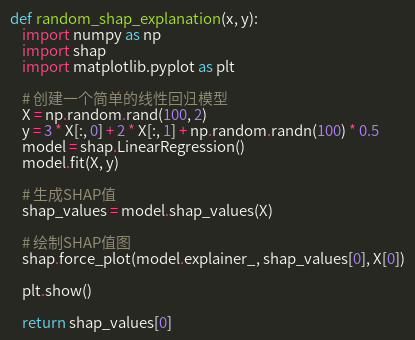 def random_shap_explanation(x, y):
import numpy as np
import shap
import matplotlib.pyplot as plt
# 创建一个简单的线性回归模型
X = np.random.rand(100, 2)
y = 3 * X[:, 0] + 2 * X[:, 1] + np.random.randn(100) * 0.5
model = shap.LinearRegression()
model.fit(X, y)
# 生成SHAP值
shap_values = model.shap_values(X)
# 绘制SHAP值图
shap.force_plot(model.explainer_, shap_values[0], X[0])
plt.show()
return shap_values[0]